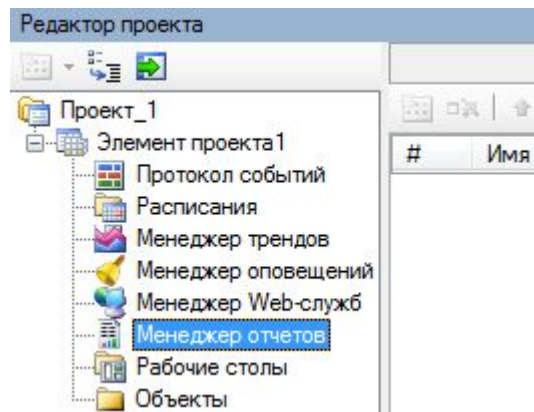 Редактор проекта
Проект_1
# Имя
Элемент проекта1
Протокол событий
Расписания
Менеджер трендов
Менеджер оповещений
Менеджер Web-служб
Менеджер отчетов
Рабочие столы
Объекты